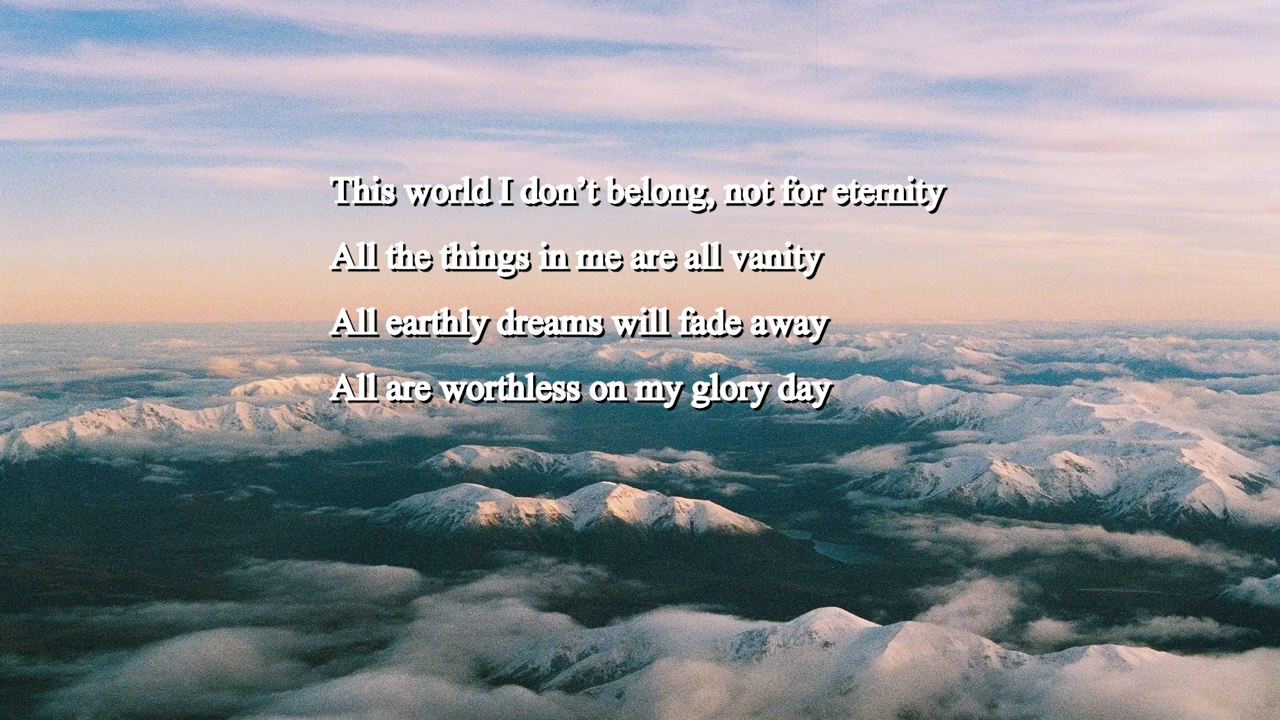 This world I don’t belong, not for eternity
All the things in me are all vanity
All earthly dreams will fade away
All are worthless on my glory day